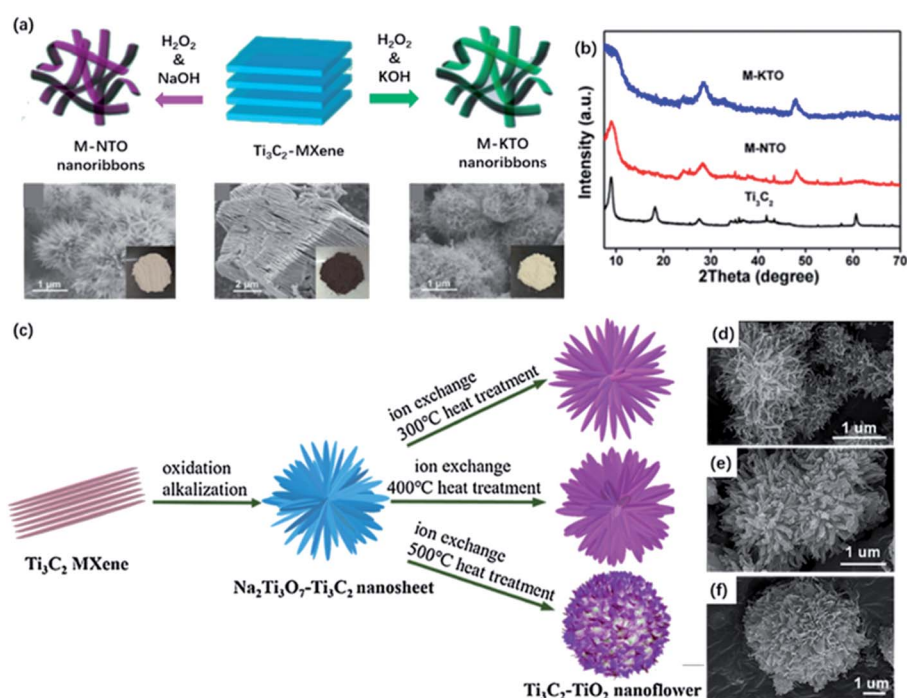 (a)
H₂O₂
&
NaOH
H₂O₂
&
KOH
M-NTO
nanoribbons
Ti₃C₂-MXene
M-KTO
nanoribbons
1 μm
2 μm
1 μm
(b)
Intensity (a.u.)
M-KTO
M-NTO
Ti₃C₂
10 20 30 40 50 60 70
2Theta (degree)
(c)
Ti₃C₂ MXene
oxidation
alkalization
Na₂Ti₃O₇-Ti₃C₂ nanosheet
ion exchange
300°C heat treatment
ion exchange
400°C heat treatment
ion exchange
500°C heat treatment
Ti₃C₂-TiO₂ nanoflower
(d)
1 um
(e)
1 um
(f)
1 um